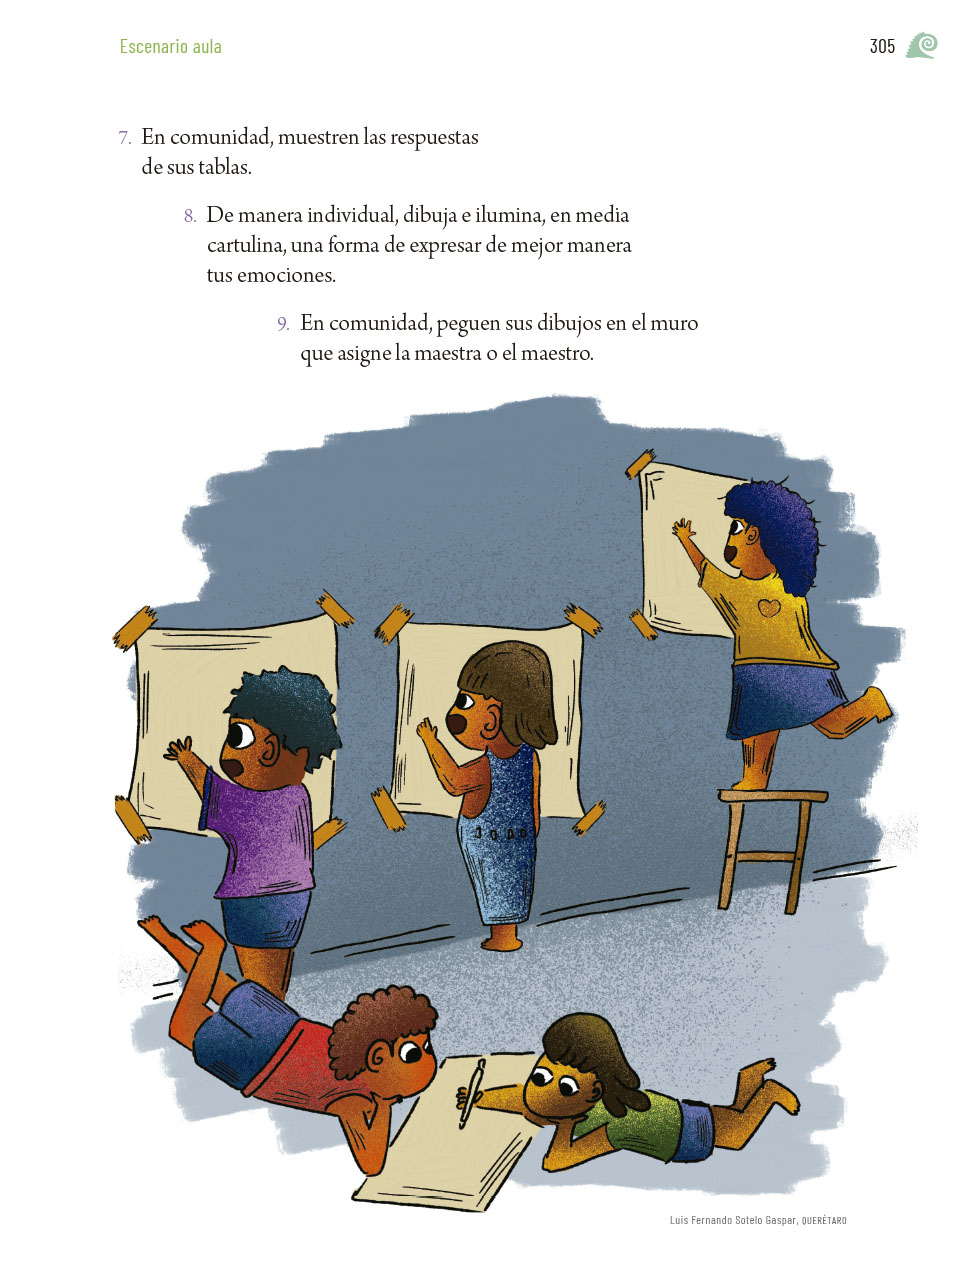 Escenario aula
305
7. En comunidad, muestren las respuestas
de sus tablas.
8. De manera individual, dibuja e ilumina, en media
cartulina, una forma de expresar de mejor manera
tus emociones.
9. En comunidad, peguen sus dibujos en el muro
que asigne la maestra o el maestro.
Luis Fernando Sotelo Gaspar, QUERÉTARO